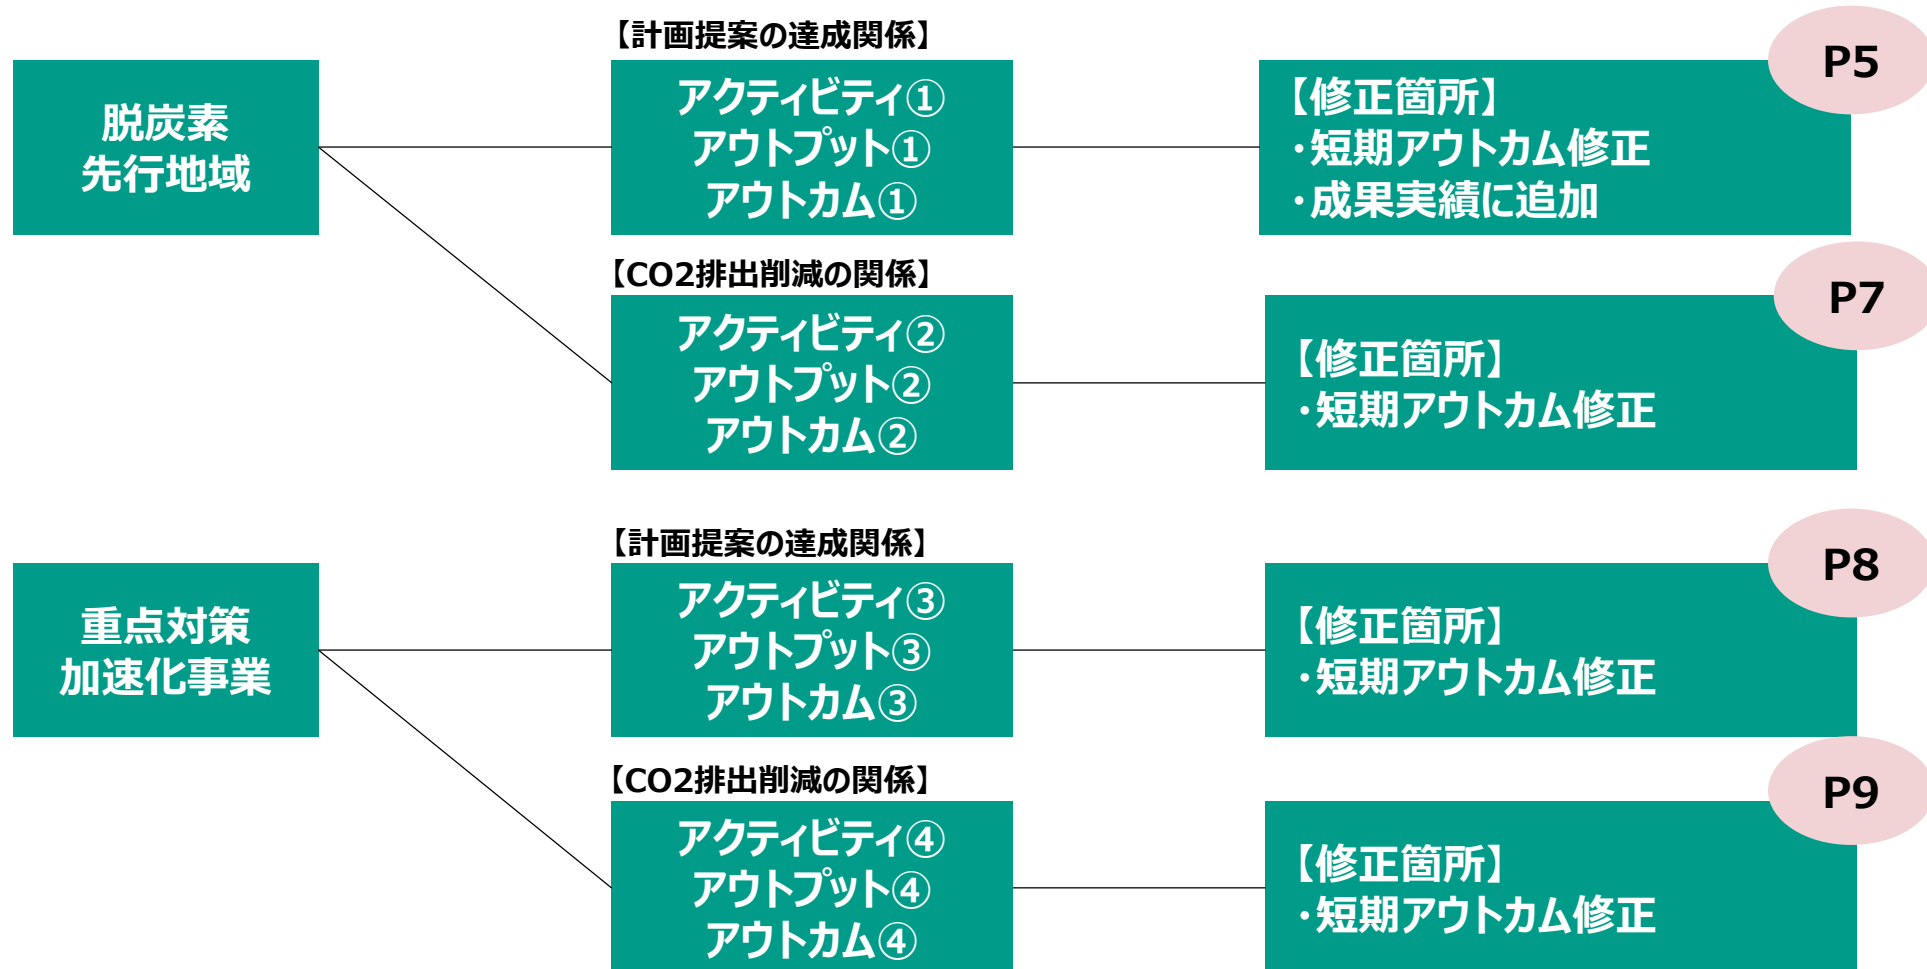 脱炭素
先行地域
【計画提案の達成関係】
アクティビティ①
アウトプット①
アウトカム①
【修正箇所】
・短期アウトカム修正
・成果実績に追加
P5
【CO2排出削減の関係】
アクティビティ②
アウトプット②
アウトカム②
【修正箇所】
・短期アウトカム修正
P7
重点対策
加速化事業
【計画提案の達成関係】
アクティビティ③
アウトプット③
アウトカム③
【修正箇所】
・短期アウトカム修正
P8
【CO2排出削減の関係】
アクティビティ④
アウトプット④
アウトカム④
【修正箇所】
・短期アウトカム修正
P9